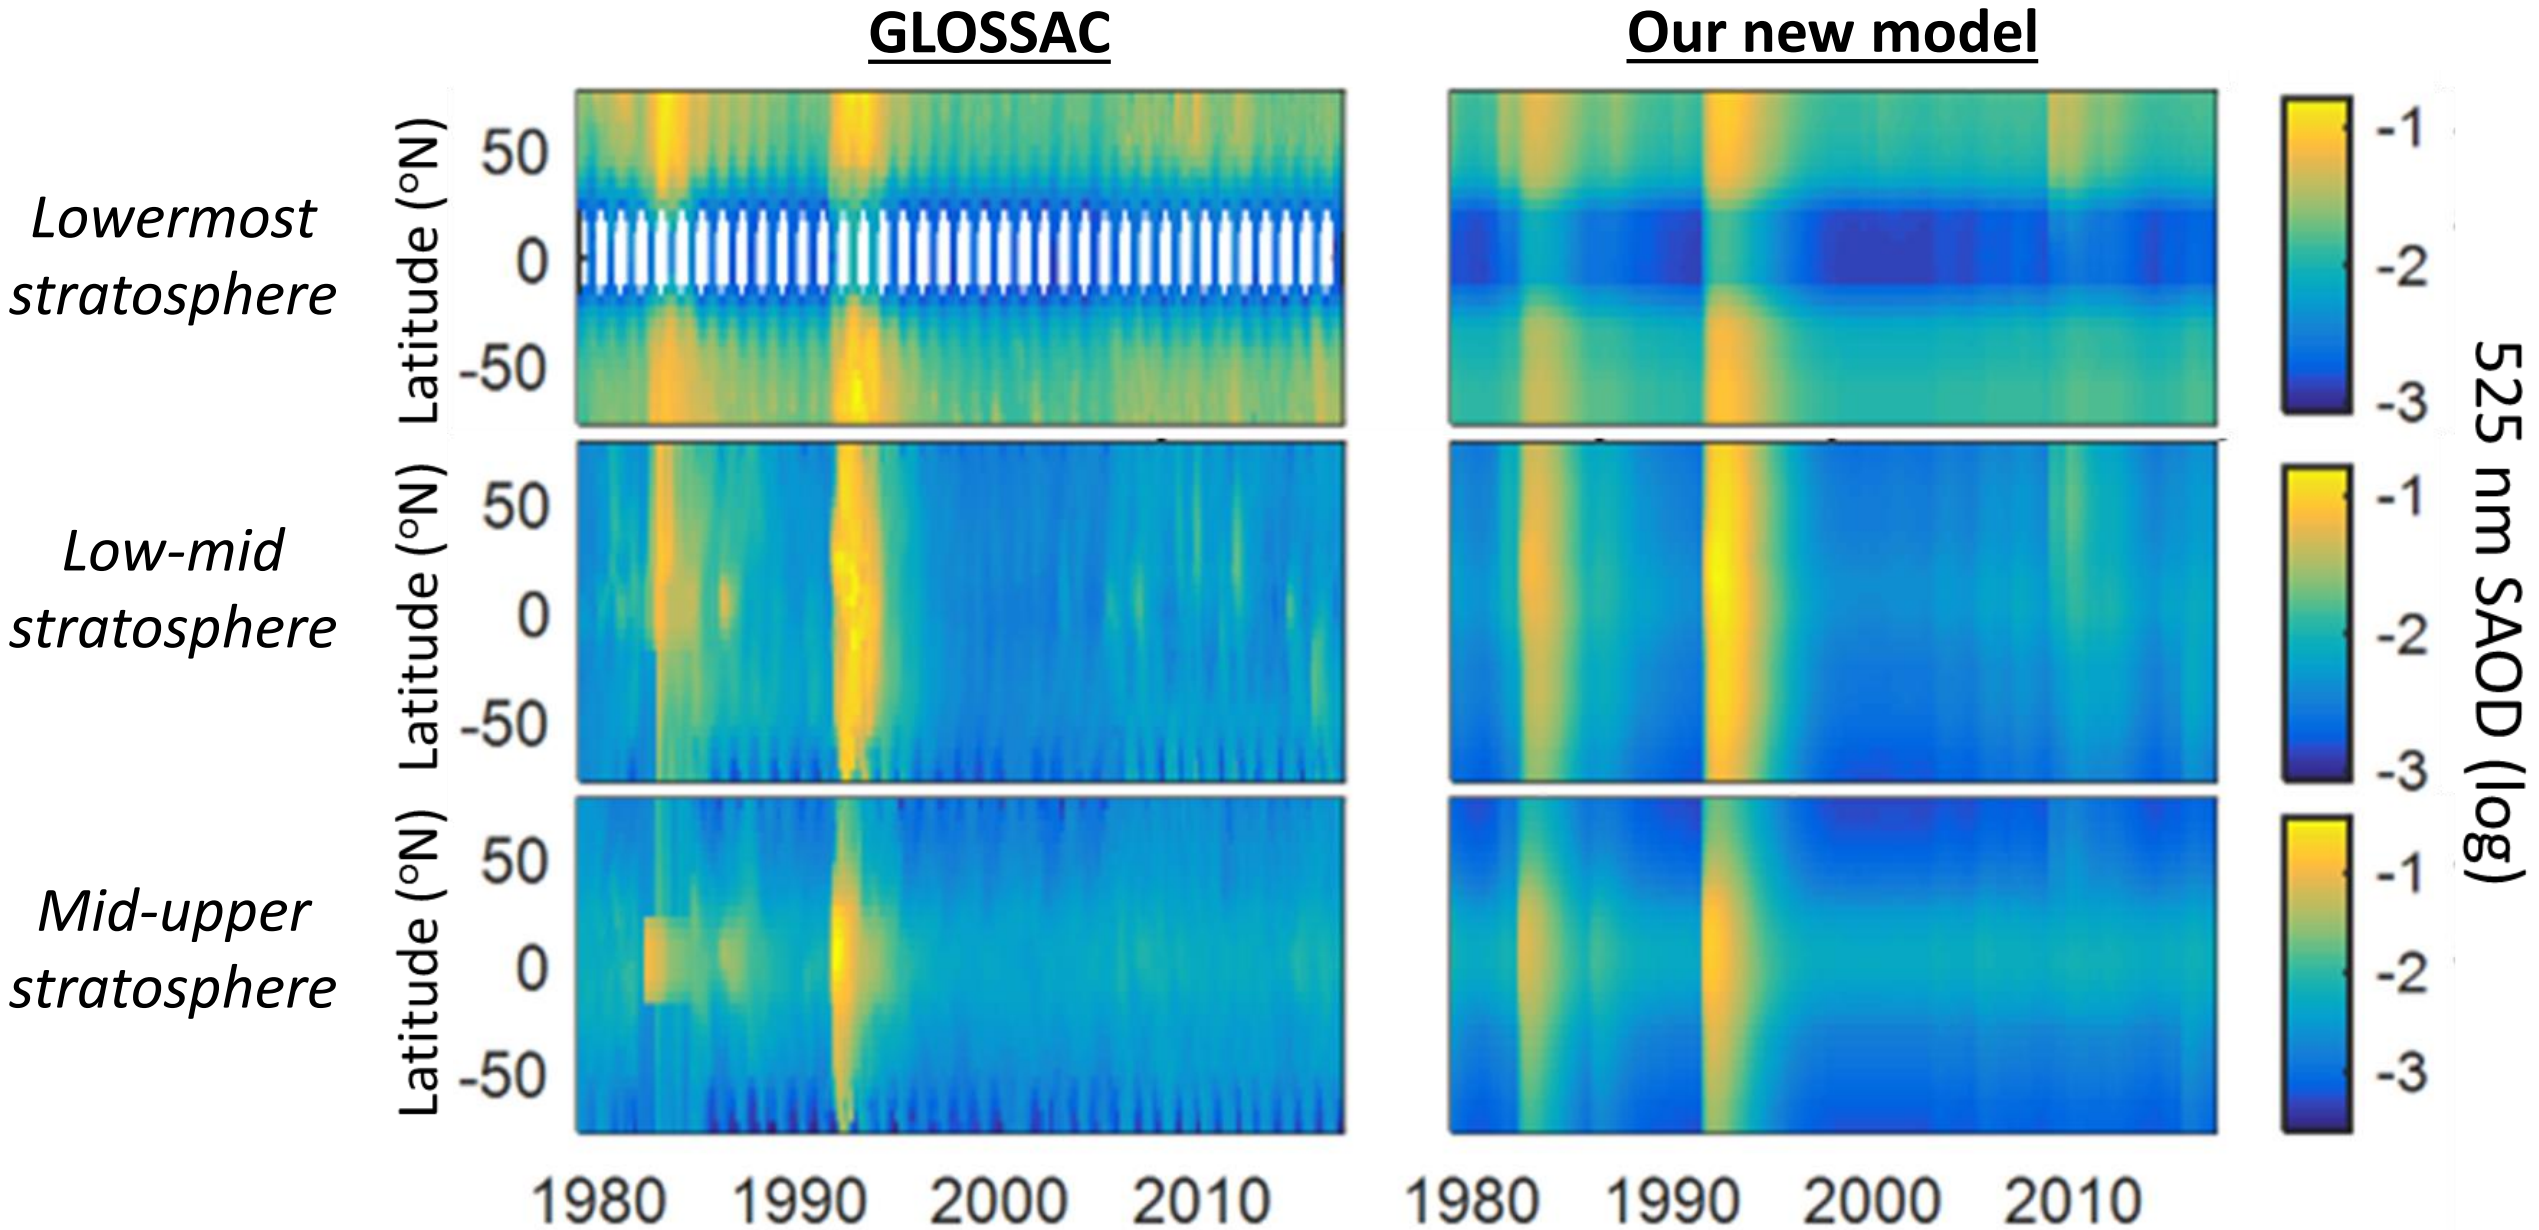 GLOSSAC
Our new model
Lowermost
stratosphere
Latitude (°N)
50
0
-50
-1
-2
-3
Low-mid
stratosphere
Latitude (°N)
50
0
-50
-1
-2
-3
Mid-upper
stratosphere
Latitude (°N)
50
0
-50
-1
-2
-3
525 nm SAOD (log)
1980 1990 2000 2010
1980 1990 2000 2010